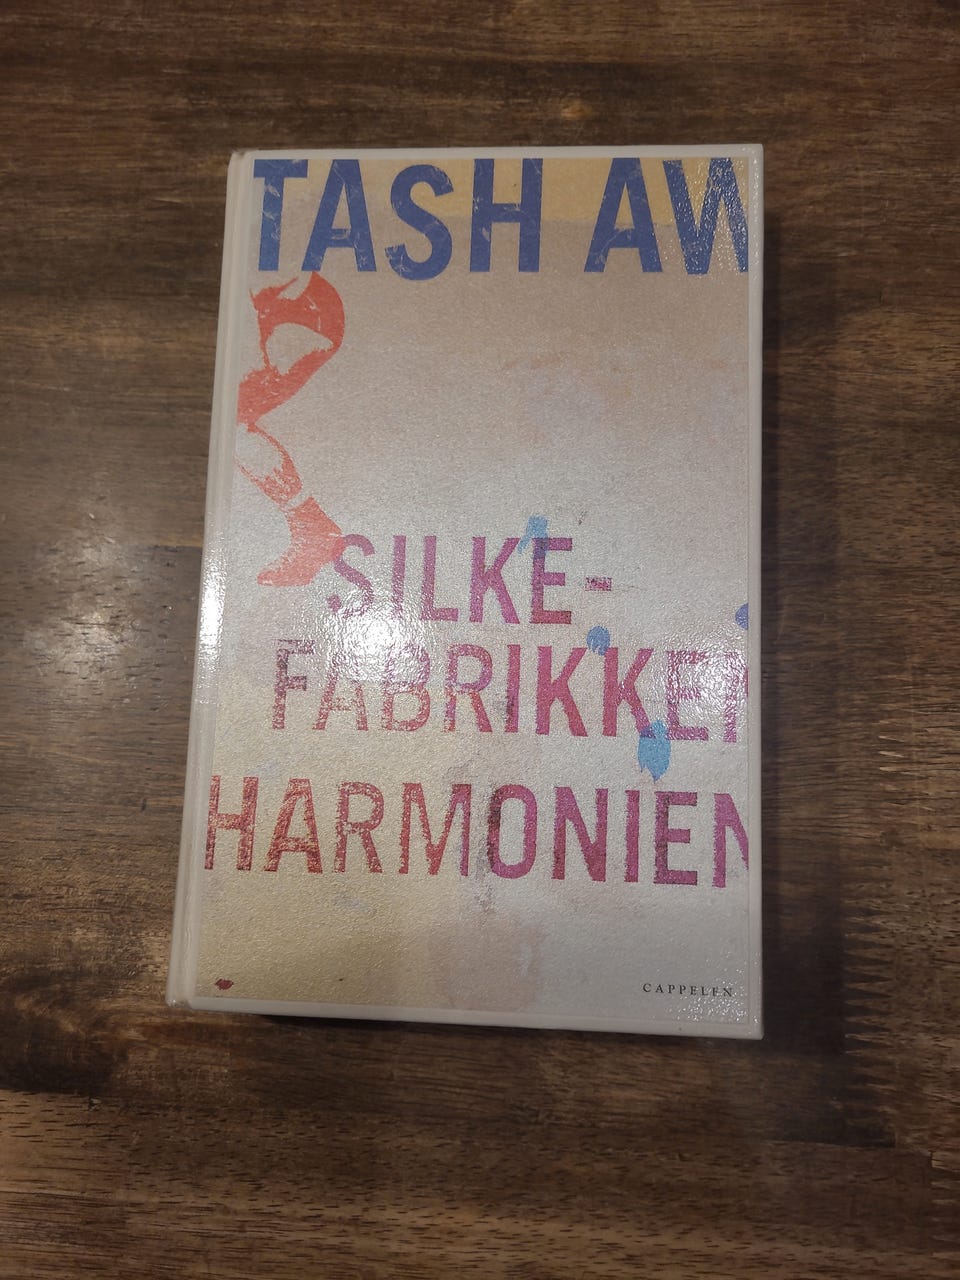 TASH AW
SILKE-
FABRIKKEN
HARMONIEN
CAPPELEN